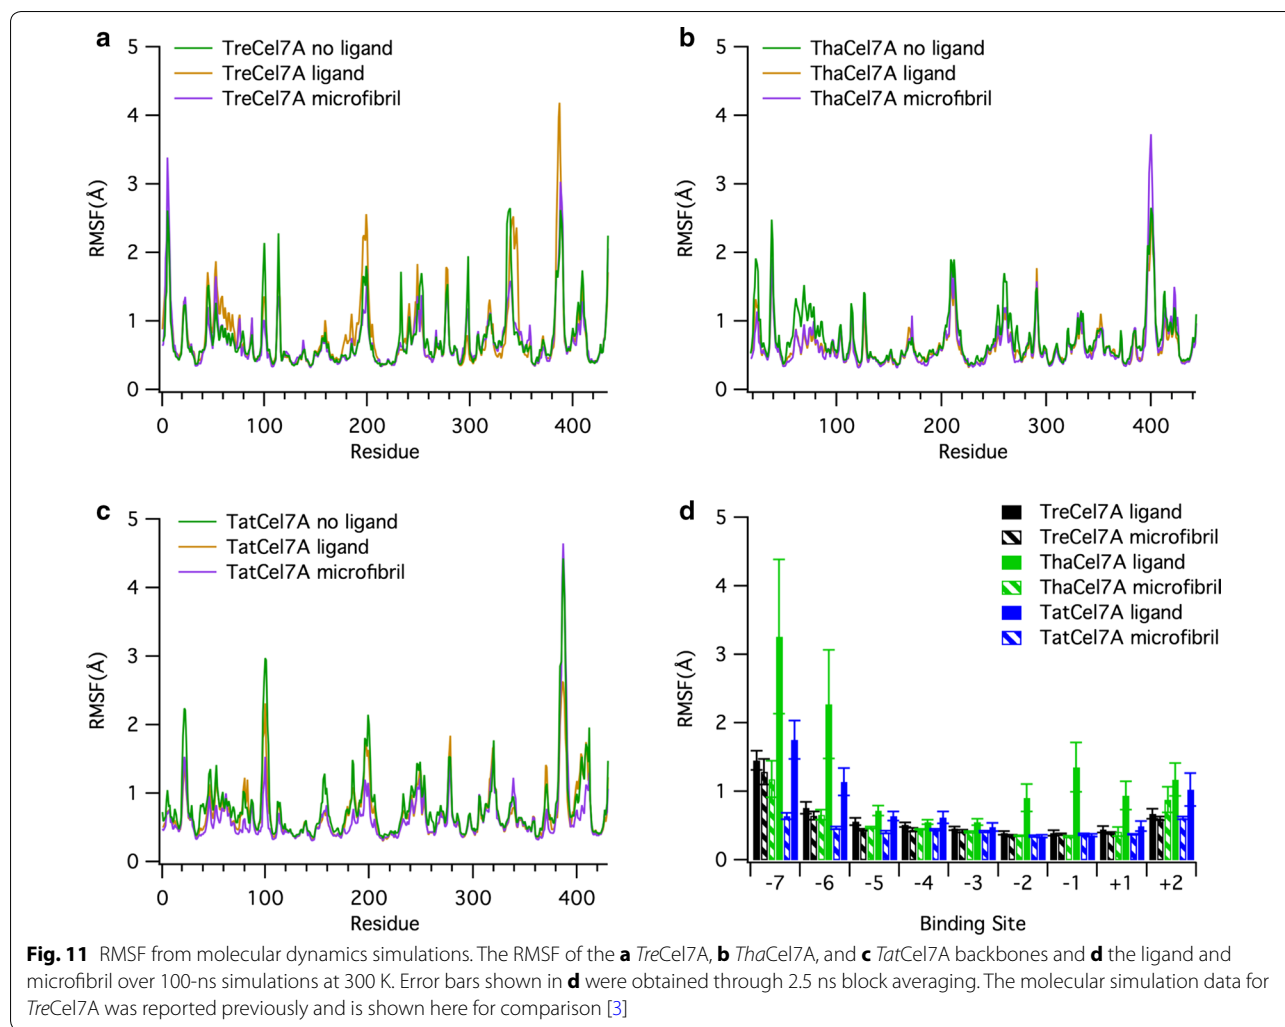 a
5
4
3
2
1
0
RMSF(Å)
TreCel7A no ligand
TreCel7A ligand
TreCel7A microfibril
0 100 200 300 400
Residue
b
5
4
3
2
1
0
RMSF(Å)
ThaCel7A no ligand
ThaCel7A ligand
ThaCel7A microfibril
100 200 300 400
Residue
c
5
4
3
2
1
0
RMSF(Å)
TatCel7A no ligand
TatCel7A ligand
TatCel7A microfibril
0 100 200 300 400
Residue
d
5
4
3
2
1
0
RMSF(Å)
TreCel7A ligand
TreCel7A microfibril
ThaCel7A ligand
ThaCel7A microfibril
TatCel7A ligand
TatCel7A microfibril
-7 -6 -5 -4 -3 -2 -1 +1 +2
Binding Site
Fig. 11 RMSF from molecular dynamics simulations. The RMSF of the a TreCel7A, b ThaCel7A, and c TatCel7A backbones and d the ligand and
microfibril over 100-ns simulations at 300 K. Error bars shown in d were obtained through 2.5 ns block averaging. The molecular simulation data for
TreCel7A was reported previously and is shown here for comparison [3]